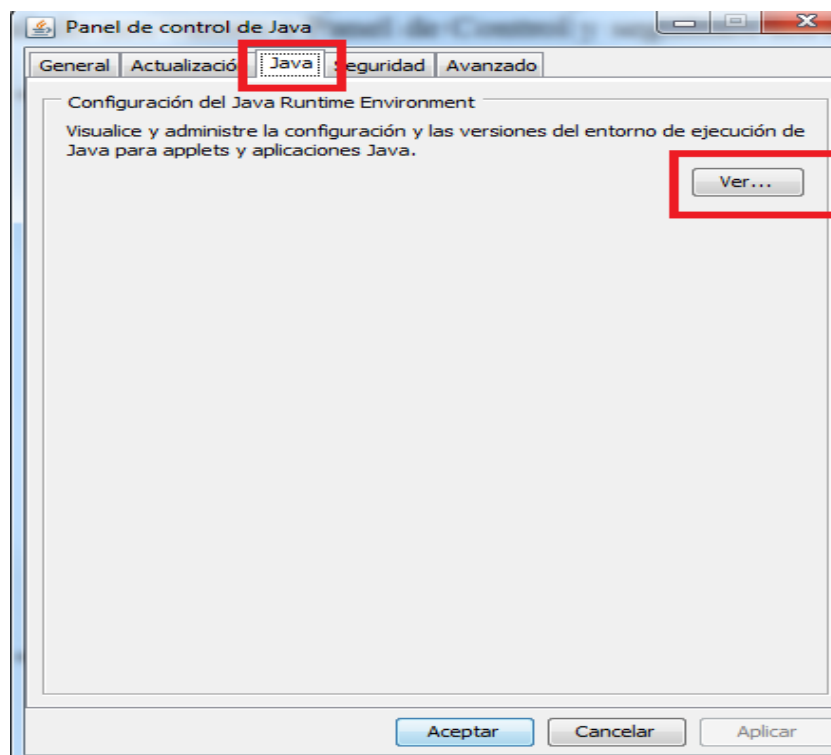 Panel de control de Java
General Actualizació Java eguridad Avanzado
Configuración del Java Runtime Environment
Visualice y administre la configuración y las versiones del entorno de ejecución de
Java para applets y aplicaciones Java.
Ver...
Aceptar Cancelar Aplicar